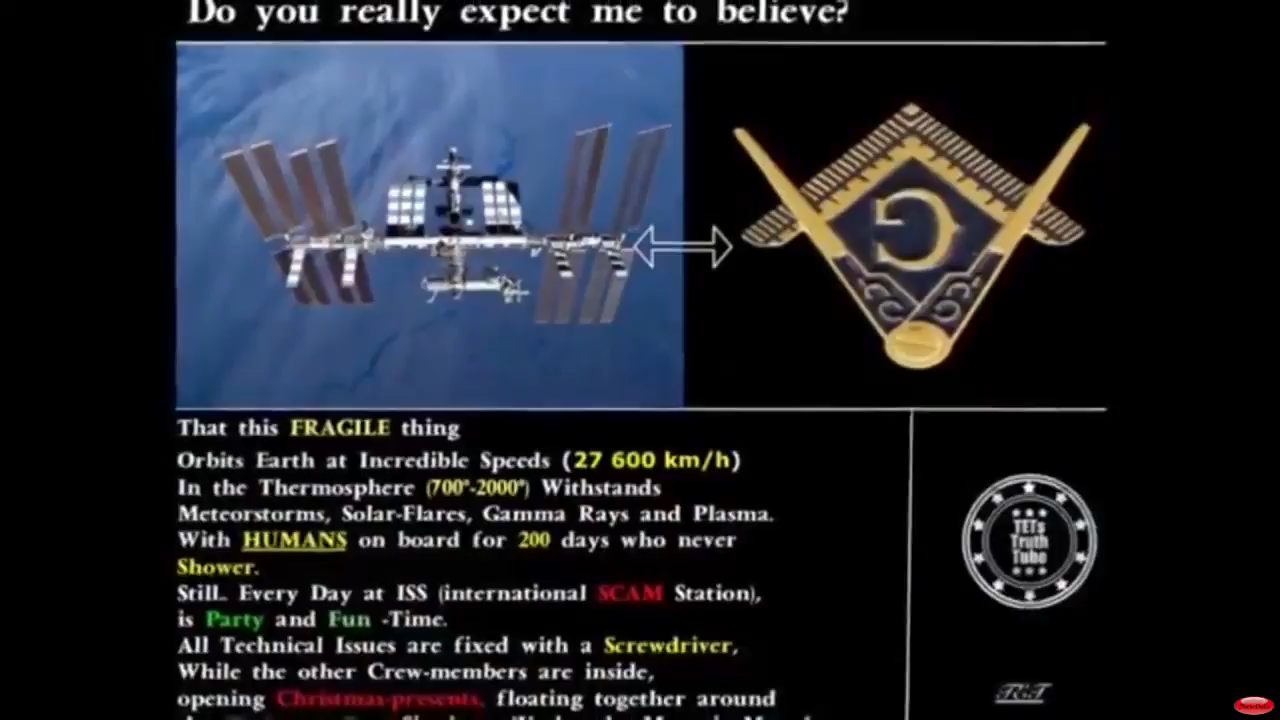 Do you really expect me to believe?
G
That this FRAGILE thing
Orbits Earth at Incredible Speeds (27 600 km/h)
In the Thermosphere (700°-2000°) Withstands
Meteorstorms, Solar-Flares, Gamma Rays and Plasma.
With HUMANS on board for 200 days who never
Shower.
Still.. Every Day at ISS (international SCAM Station),
is Party and Fun -Time.
All Technical Issues are fixed with a Screwdriver,
While the other Crew-members are inside,
opening Christmas-presents, floating together around
TETs
Truth
Tube